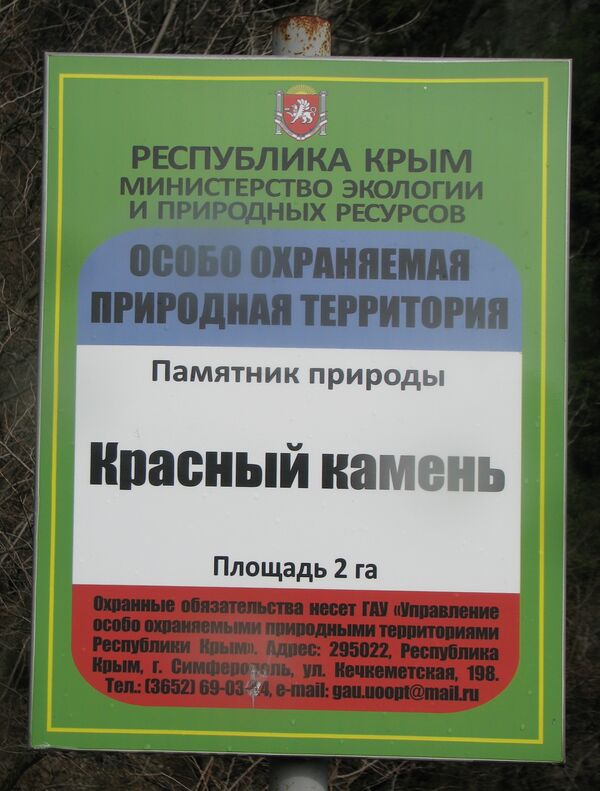 РЕСПУБЛИКА КРЫМ
МИНИСТЕРСТВО ЭКОЛОГИИ
И ПРИРОДНЫХ РЕСУРСОВ
ОСОБО ОХРАНЯЕМАЯ
ПРИРОДНАЯ ТЕРРИТОРИЯ
Памятник природы
Красный камень
Площадь 2 га
Охранные обязательства несет ГАУ «Управление
особо охраняемыми природными территориями
Республики Крым». Адрес: 295022, Республика
Крым, г. Симферополь, ул. Кечкеметская, 198.
Тел.: (3652) e-mail: gau.uoopt@mail.ru